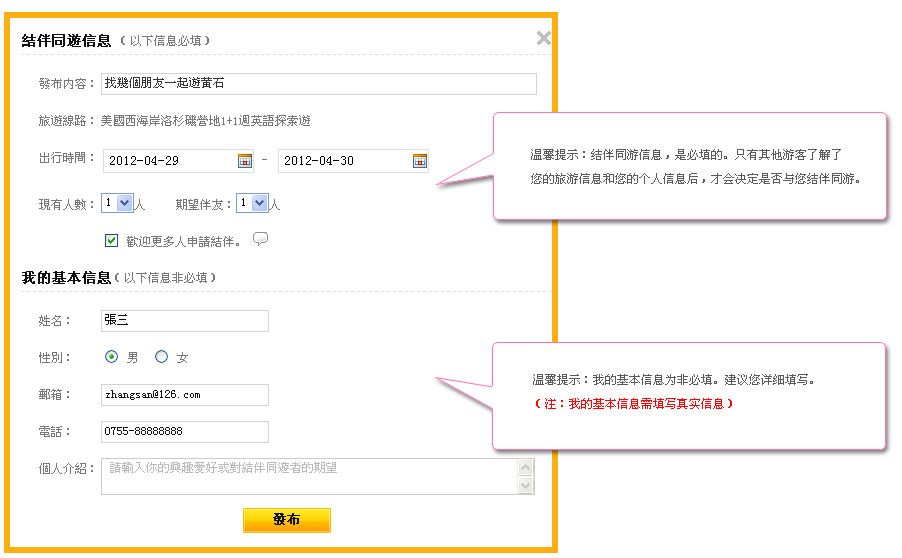 结伴同遊信息 （以下信息必填）
發布内容： 找幾個朋友一起遊萤石
旅遊線路： 美國西海岸洛杉磯營地1+1週英語探索遊
出行時間： 2012-04-29 - 2012-04-30
現有人數： 1 人 期望伴友： 1 人
歡迎更多人申請結伴。
温馨提示：结伴同游信息，是必填的。只有其他游客了解了
您的旅游信息和您的个人信息后，才会决定是否与您结伴同游。
我的基本信息（以下信息非必填）
姓名： 張三
性別： 男 女
郵箱： zhangsan@126.com
電話： 0755-88888888
個人介紹： 請輸入你的興趣愛好或對結伴同遊者的期望
發布
温馨提示：我的基本信息为非必填。建议您详细填写。
（注：我的基本信息需填写真实信息）